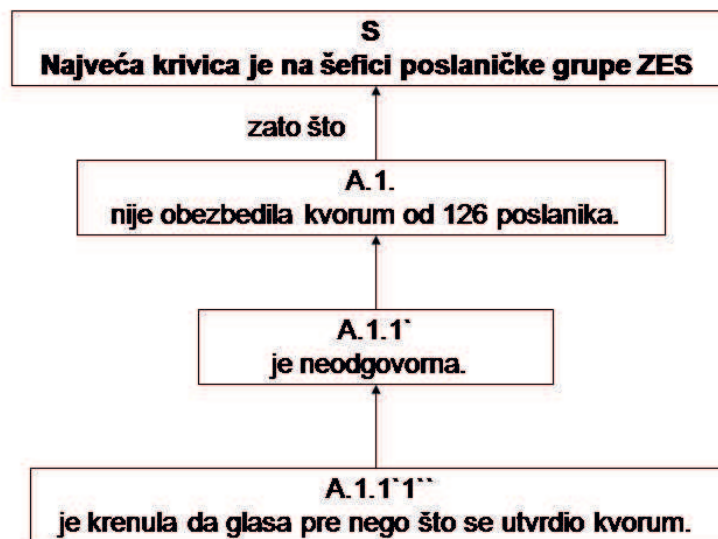 S
Najveća krivica je na šefici poslaničke grupe ZES
zato što
A.1.
nije obezbedila kvorum od 126 poslanika.
A.1.1`
je neodgovorna.
A.1.1`1``
je krenula da glasa pre nego što se utvrdio kvorum.